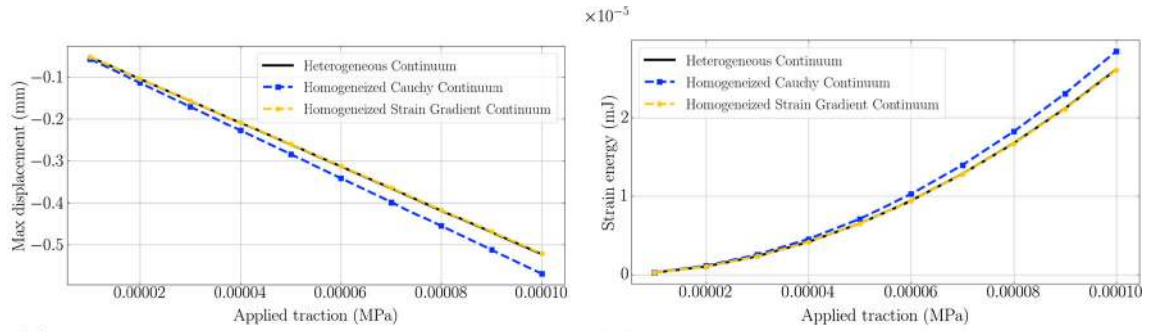 ×10⁻⁵
Heterogeneous Continuum
Homogeneized Cauchy Continuum
Homogeneized Strain Gradient Continuum
−0.1
−0.2
−0.3
−0.4
−0.5
Max displacement (mm)
0.00002 0.00004 0.00006 0.00008 0.00010
Applied traction (MPa)
Heterogeneous Continuum
Homogeneized Cauchy Continuum
Homogeneized Strain Gradient Continuum
2
1
0
Strain energy (mJ)
0.00002 0.00004 0.00006 0.00008 0.00010
Applied traction (MPa)